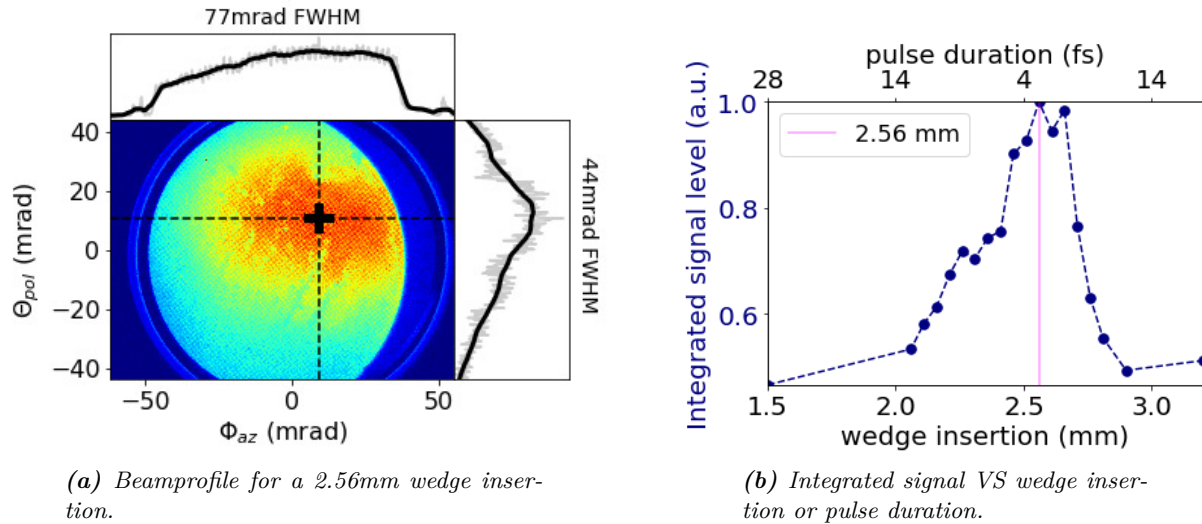 77mrad FWHM
40
20
0
−20
−40
Θpol (mrad)
−50 0 50
Φaz (mrad)
44mrad FWHM
(a) Beamprofile for a 2.56mm wedge inser-
tion.
pulse duration (fs)
28 14 4 14
Integrated signal level (a.u.)
1.0
0.8
0.6
2.56 mm
1.5 2.0 2.5 3.0
wedge insertion (mm)
(b) Integrated signal VS wedge inser-
tion or pulse duration.